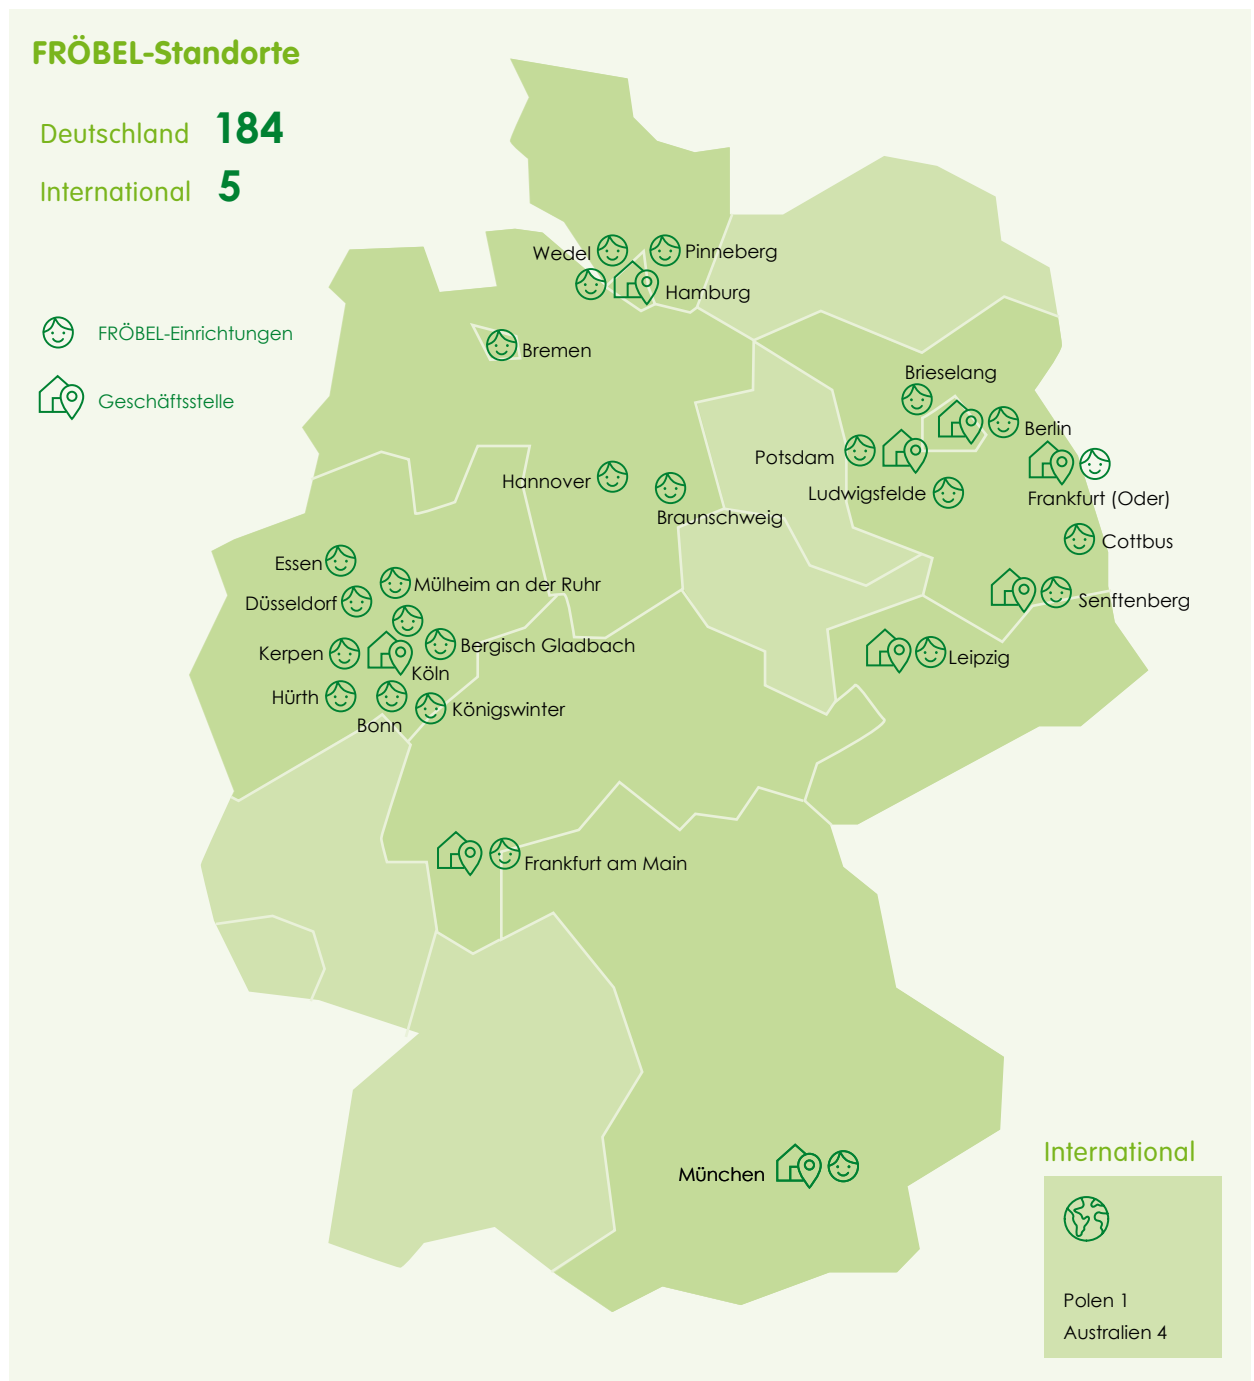 FRÖBEL-Standorte
Deutschland 184
International 5
FRÖBEL-Einrichtungen
Geschäftsstelle
Wedel
Pinneberg
Hamburg
Bremen
Brieselang
Berlin
Potsdam
Hannover
Ludwigsfelde
Frankfurt (Oder)
Braunschweig
Cottbus
Essen
Mülheim an der Ruhr
Düsseldorf
Senftenberg
Kerpen
Bergisch Gladbach
Köln
Leipzig
Hürth
Königswinter
Bonn
Frankfurt am Main
München
International
Polen 1
Australien 4